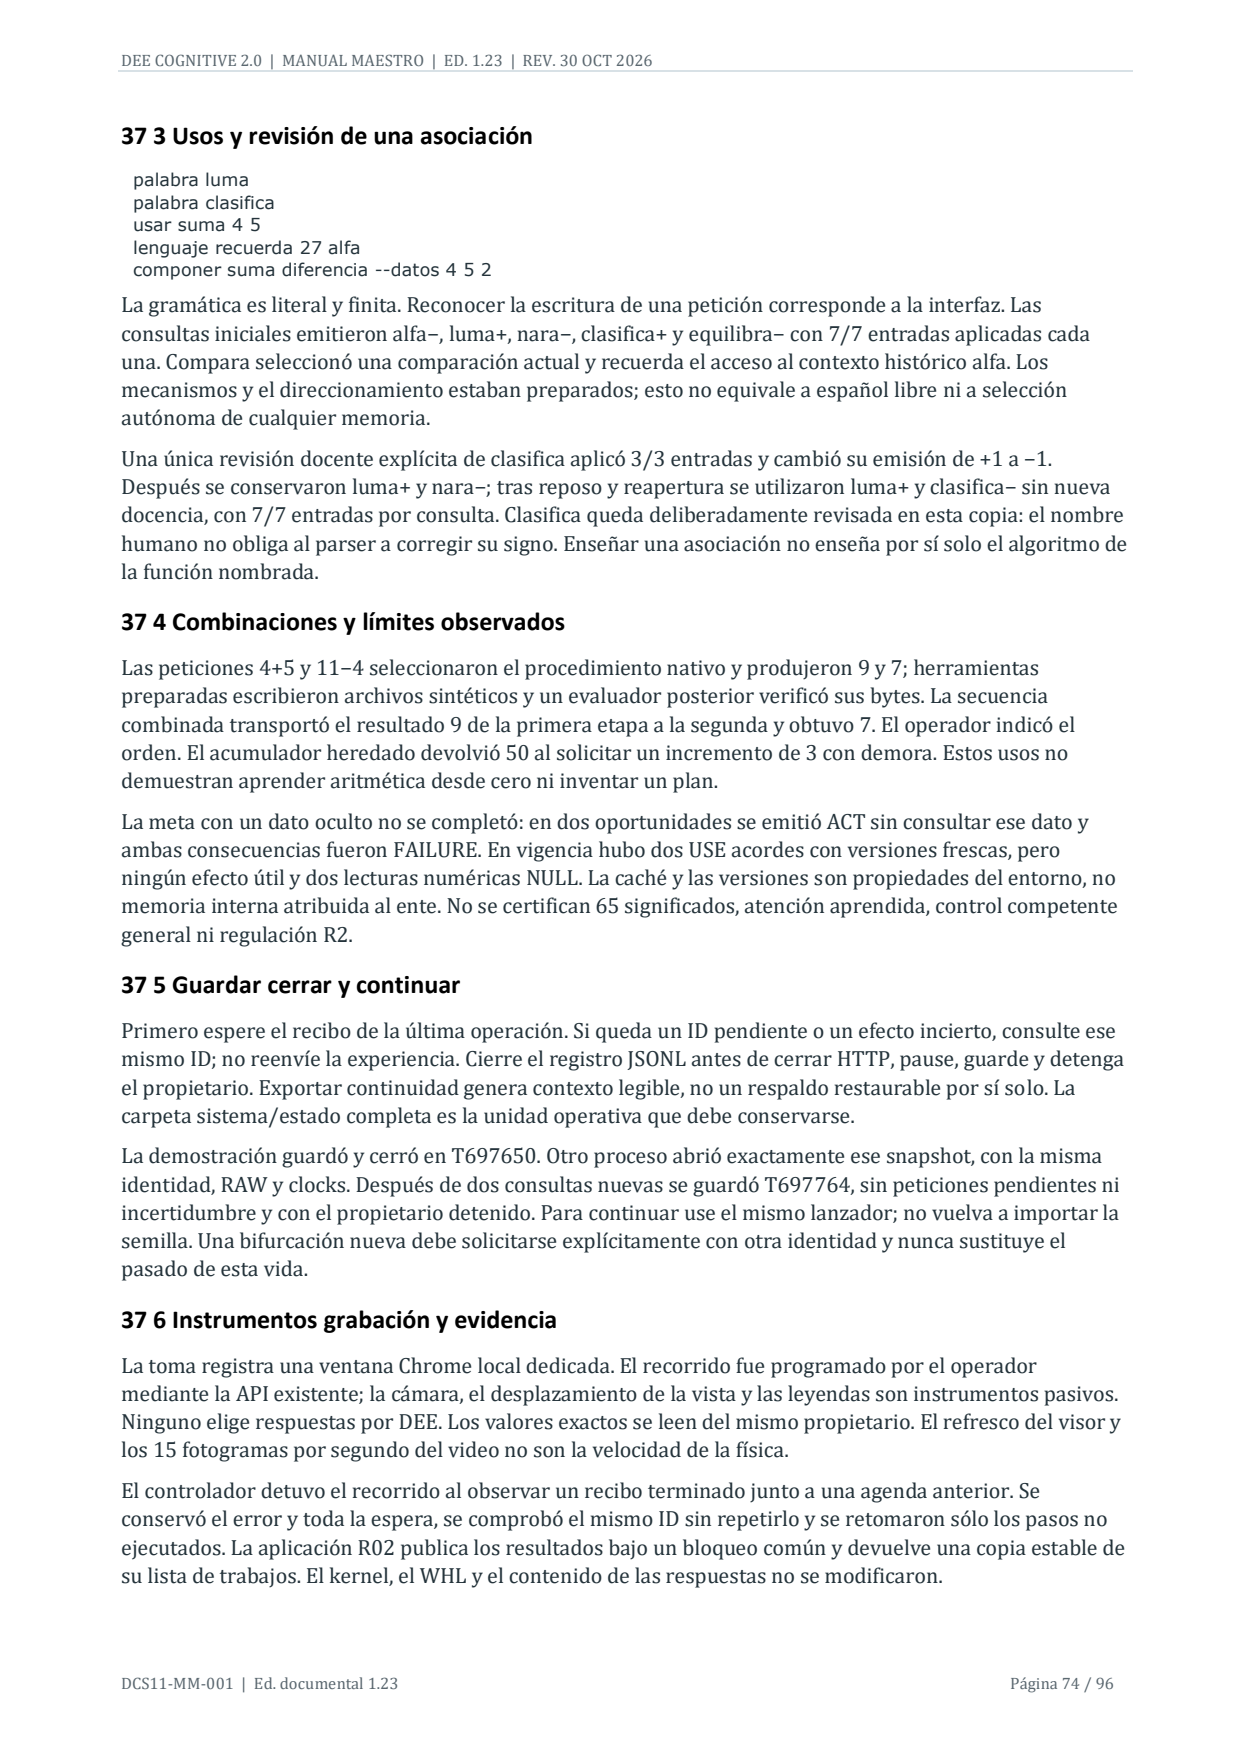 DEE COGNITIVE 2.0 | MANUAL MAESTRO | ED. 1.23 | REV. 30 OCT 2026
37 3 Usos y revisión de una asociación
palabra luma
palabra clasifica
usar suma 4 5
lenguaje recuerda 27 alfa
componer suma diferencia --datos 4 5 2
La gramática es literal y finita. Reconocer la escritura de una petición corresponde a la interfaz. Las
consultas iniciales emitieron alfa−, luma+, nara−, clasifica+ y equilibra− con 7/7 entradas aplicadas cada
una. Compara seleccionó una comparación actual y recuerda el acceso al contexto histórico alfa. Los
mecanismos y el direccionamiento estaban preparados; esto no equivale a español libre ni a selección
autónoma de cualquier memoria.
Una única revisión docente explícita de clasifica aplicó 3/3 entradas y cambió su emisión de +1 a −1.
Después se conservaron luma+ y nara−; tras reposo y reapertura se utilizaron luma+ y clasifica− sin nueva
docencia, con 7/7 entradas por consulta. Clasifica queda deliberadamente revisada en esta copia: el nombre
humano no obliga al parser a corregir su signo. Enseñar una asociación no enseña por sí solo el algoritmo de
la función nombrada.
37 4 Combinaciones y límites observados
Las peticiones 4+5 y 11−4 seleccionaron el procedimiento nativo y produjeron 9 y 7; herramientas
preparadas escribieron archivos sintéticos y un evaluador posterior verificó sus bytes. La secuencia
combinada transportó el resultado 9 de la primera etapa a la segunda y obtuvo 7. El operador indicó el
orden. El acumulador heredado devolvió 50 al solicitar un incremento de 3 con demora. Estos usos no
demuestran aprender aritmética desde cero ni inventar un plan.
La meta con un dato oculto no se completó: en dos oportunidades se emitió ACT sin consultar ese dato y
ambas consecuencias fueron FAILURE. En vigencia hubo dos USE acordes con versiones frescas, pero
ningún efecto útil y dos lecturas numéricas NULL. La caché y las versiones son propiedades del entorno, no
memoria interna atribuida al ente. No se certifican 65 significados, atención aprendida, control competente
general ni regulación R2.
37 5 Guardar cerrar y continuar
Primero espere el recibo de la última operación. Si queda un ID pendiente o un efecto incierto, consulte ese
mismo ID; no reenvíe la experiencia. Cierre el registro JSONL antes de cerrar HTTP, pause, guarde y detenga
el propietario. Exportar continuidad genera contexto legible, no un respaldo restaurable por sí solo. La
carpeta sistema/estado completa es la unidad operativa que debe conservarse.
La demostración guardó y cerró en T697650. Otro proceso abrió exactamente ese snapshot, con la misma
identidad, RAW y clocks. Después de dos consultas nuevas se guardó T697764, sin peticiones pendientes ni
incertidumbre y con el propietario detenido. Para continuar use el mismo lanzador; no vuelva a importar la
semilla. Una bifurcación nueva debe solicitarse explícitamente con otra identidad y nunca sustituye el
pasado de esta vida.
37 6 Instrumentos grabación y evidencia
La toma registra una ventana Chrome local dedicada. El recorrido fue programado por el operador
mediante la API existente; la cámara, el desplazamiento de la vista y las leyendas son instrumentos pasivos.
Ninguno elige respuestas por DEE. Los valores exactos se leen del mismo propietario. El refresco del visor y
los 15 fotogramas por segundo del video no son la velocidad de la física.
El controlador detuvo el recorrido al observar un recibo terminado junto a una agenda anterior. Se
conservó el error y toda la espera, se comprobó el mismo ID sin repetirlo y se retomaron sólo los pasos no
ejecutados. La aplicación R02 publica los resultados bajo un bloqueo común y devuelve una copia estable de
su lista de trabajos. El kernel, el WHL y el contenido de las respuestas no se modificaron.
DCS11-MM-001 | Ed. documental 1.23
Página 74 / 96